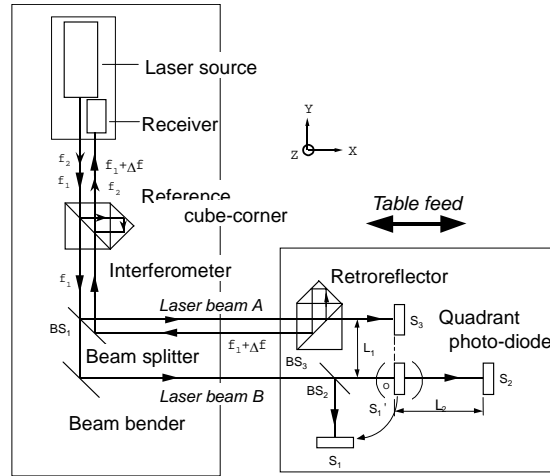 Laser source
Receiver
f₂
f₁
f₁+Δf
f₂
Reference
cube-corner
Interferometer
f₁
BS₁
Beam splitter
Beam bender
Laser beam A
f₁+Δf
Laser beam B
Y
Z
X
Table feed
Retroreflector
S₃
Quadrant
photo-diode
BS₃
L₁
BS₂
O
S₁'
S₂
L₂
S₁